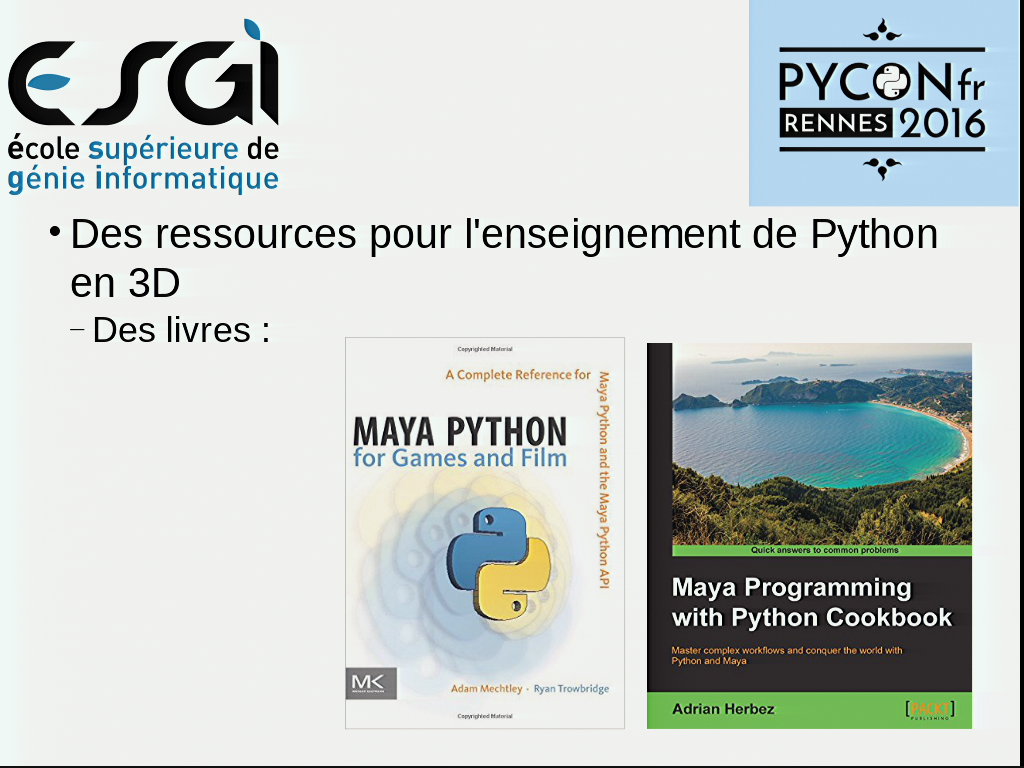 ESGI
école supérieure de
génie informatique
PYCONfr
RENNES 2016
• Des ressources pour l'enseignement de Python
en 3D
– Des livres :
Copyrighted Material
A Complete Reference for
Maya Python and the Maya Python API
MAYA PYTHON
for Games and Film
MK
Adam Mechtley · Ryan Trowbridge
Copyrighted Material
Quick answers to common problems
Maya Programming
with Python Cookbook
Master complex workflows and conquer the world with
Python and Maya
Adrian Herbez
[PACKT]
PUBLISHING